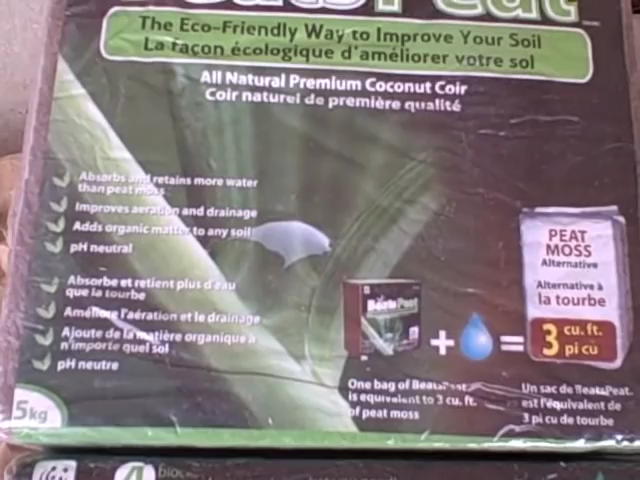 The Eco-Friendly Way to Improve Your Soil
La façon écologique d'améliorer votre sol
All Natural Premium Coconut Coir
Coir naturel de première qualité
Absorbs and retains more water
than peat moss
Improves aeration and drainage
Adds organic matter to any soil
pH neutral
Absorbe et retient plus d'eau
que la tourbe
Améliore l'aération et le drainage
Ajoute de la matière organique à
n'importe quel sol
pH neutre
5kg
BeatsPeat
+ =
PEAT
MOSS
Alternative
Alternative à
la tourbe
3 cu. ft.
pi cu
One bag of BeatsPeat
is equivalent to 3 cu. ft.
of peat moss
Un sac de BeatsPeat
est l'équivalent de
3 pi cu de tourbe
4